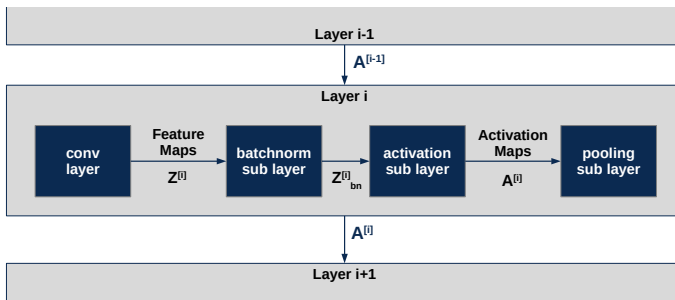 Layer i-1
A[i-1]
Layer i
conv
layer
Feature
Maps
Z[i]
batchnorm
sub layer
Z[i]bn
activation
sub layer
Activation
Maps
A[i]
pooling
sub layer
A[i]
Layer i+1